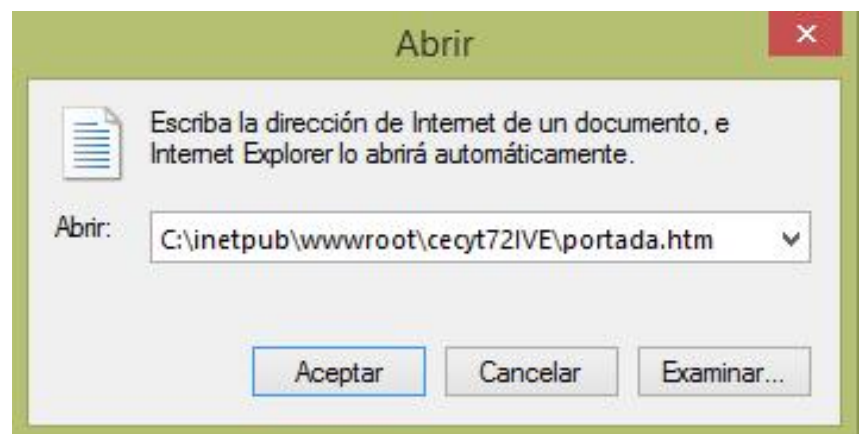 Abrir
Escriba la dirección de Internet de un documento, e
Internet Explorer lo abrirá automáticamente.
Abrir:
C:\inetpub\wwwroot\cecyt72IVE\portada.htm
Aceptar
Cancelar
Examinar...